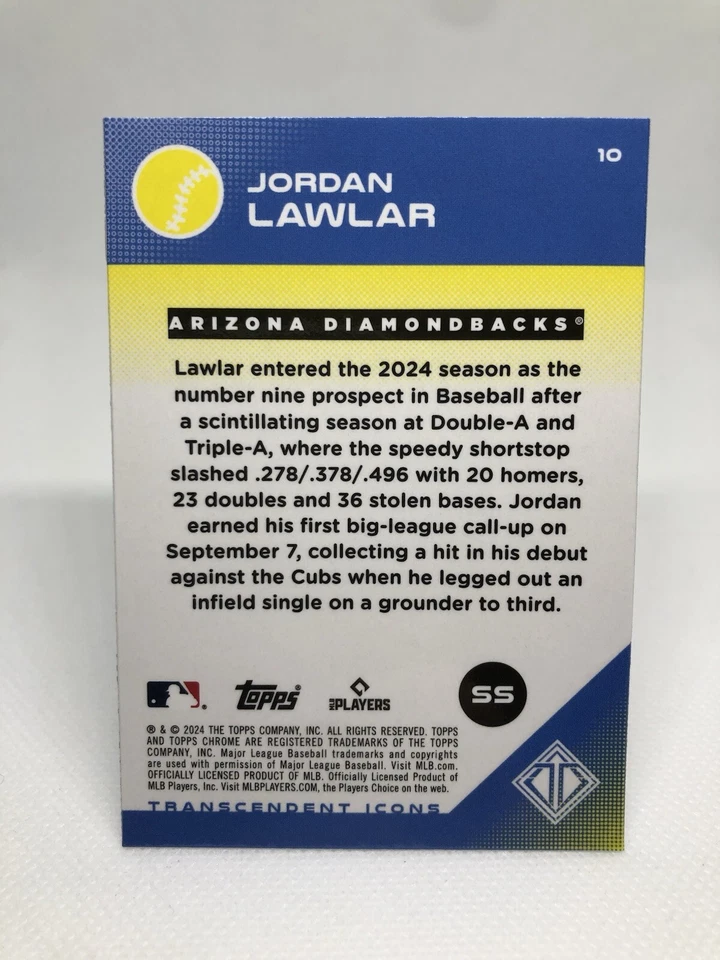 10
JORDAN
LAWLAR
ARIZONA DIAMONDBACKS®
Lawlar entered the 2024 season as the
number nine prospect in Baseball after
a scintillating season at Double-A and
Triple-A, where the speedy shortstop
slashed .278/.378/.496 with 20 homers,
23 doubles and 36 stolen bases. Jordan
earned his first big-league call-up on
September 7, collecting a hit in his debut
against the Cubs when he legged out an
infield single on a grounder to third.
Topps®
MLB PLAYERS
SS
® & © 2024 THE TOPPS COMPANY, INC. ALL RIGHTS RESERVED. TOPPS
AND TOPPS CHROME ARE REGISTERED TRADEMARKS OF THE TOPPS
COMPANY, INC. Major League Baseball trademarks and copyrights
are used with permission of Major League Baseball. Visit MLB.com.
OFFICIALLY LICENSED PRODUCT OF MLB. Officially Licensed Product of
MLB Players, Inc. Visit MLBPLAYERS.COM, the Players Choice on the web.
TRANSCENDENT ICONS